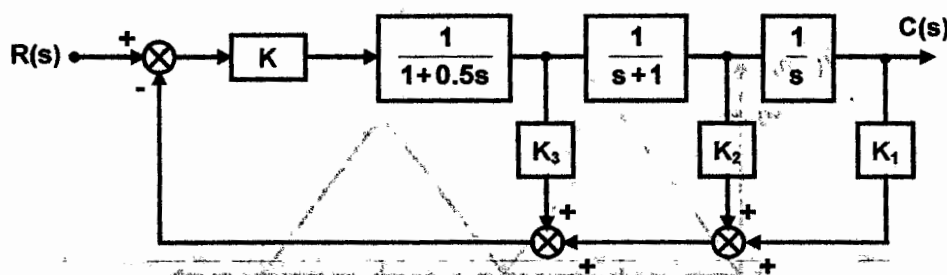 C(s)
R(s) + K 1/(1+0.5s) 1/(s+1) 1/s
-
K₃ K₂ K₁
+ +
+ +